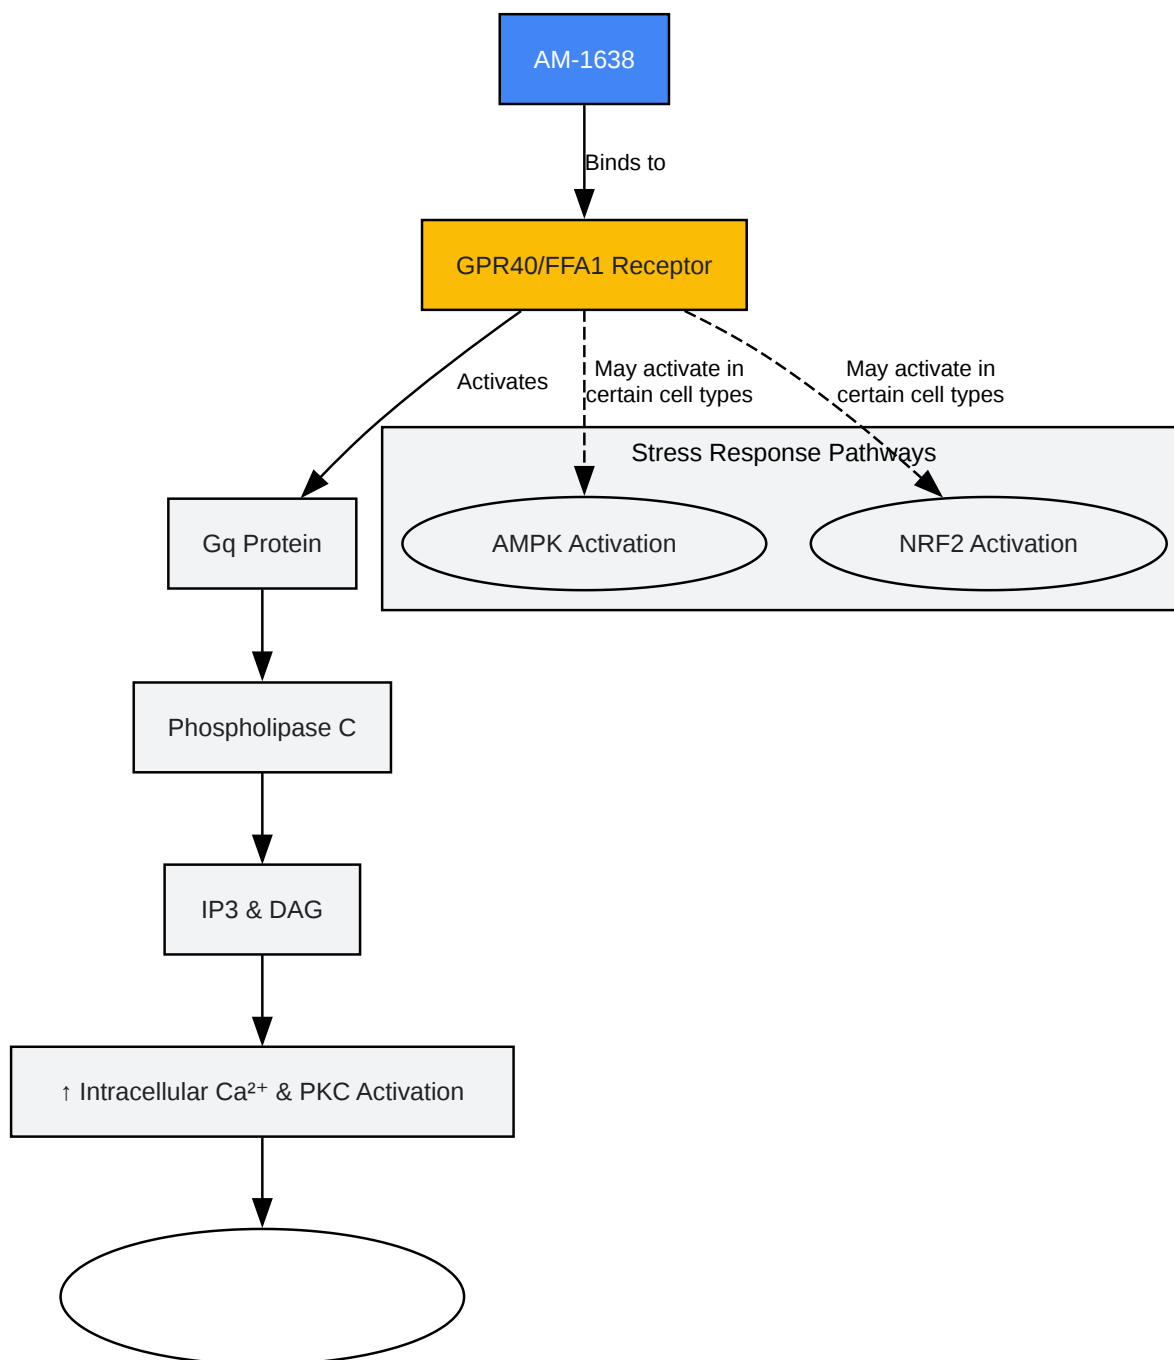 AM-1638
Binds to
GPR40/FFA1 Receptor
Activates
May activate in
certain cell types
May activate in
certain cell types
Stress Response Pathways
Gq Protein
AMPK Activation
NRF2 Activation
Phospholipase C
IP3 & DAG
↑ Intracellular Ca²⁺ & PKC Activation